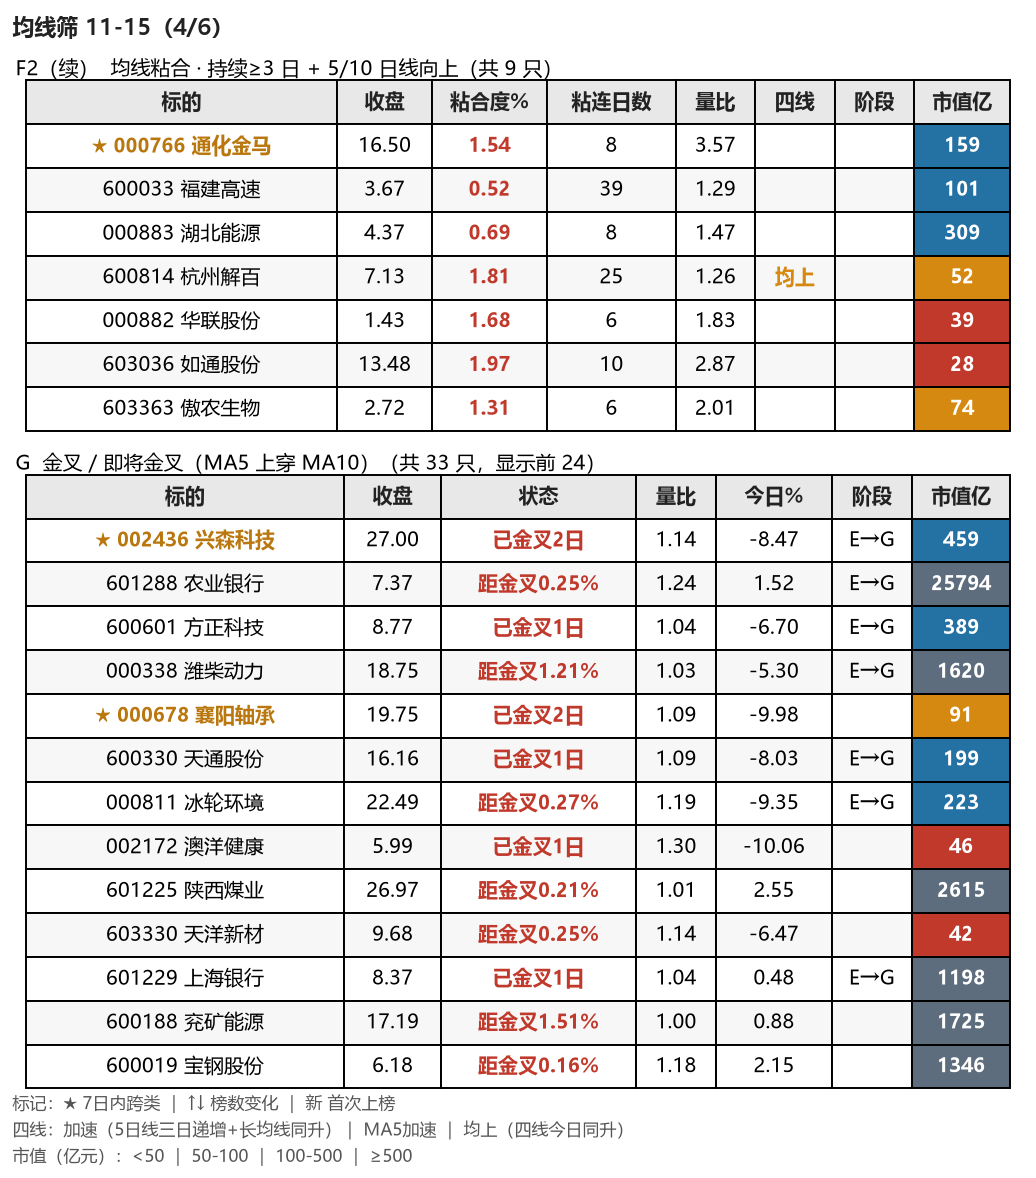 均线筛 11-15（4/6）
F2（续） 均线粘合 · 持续≥3 日 + 5/10 日线向上（共 9 只）
标的 收盘 粘合度% 粘连日数 量比 四线 阶段 市值亿
★ 000766 通化金马 16.50 1.54 8 3.57 159
600033 福建高速 3.67 0.52 39 1.29 101
000883 湖北能源 4.37 0.69 8 1.47 309
600814 杭州解百 7.13 1.81 25 1.26 均上 52
000882 华联股份 1.43 1.68 6 1.83 39
603036 如通股份 13.48 1.97 10 2.87 28
603363 傲农生物 2.72 1.31 6 2.01 74
G 金叉 / 即将金叉（MA5 上穿 MA10）（共 33 只，显示前 24）
标的 收盘 状态 量比 今日% 阶段 市值亿
★ 002436 兴森科技 27.00 已金叉2日 1.14 -8.47 E→G 459
601288 农业银行 7.37 距金叉0.25% 1.24 1.52 E→G 25794
600601 方正科技 8.77 已金叉1日 1.04 -6.70 E→G 389
000338 潍柴动力 18.75 距金叉1.21% 1.03 -5.30 E→G 1620
★ 000678 襄阳轴承 19.75 已金叉2日 1.09 -9.98 91
600330 天通股份 16.16 已金叉1日 1.09 -8.03 E→G 199
000811 冰轮环境 22.49 距金叉0.27% 1.19 -9.35 E→G 223
002172 澳洋健康 5.99 已金叉1日 1.30 -10.06 46
601225 陕西煤业 26.97 距金叉0.21% 1.01 2.55 2615
603330 天洋新材 9.68 距金叉0.25% 1.14 -6.47 42
601229 上海银行 8.37 已金叉1日 1.04 0.48 E→G 1198
600188 兖矿能源 17.19 距金叉1.51% 1.00 0.88 1725
600019 宝钢股份 6.18 距金叉0.16% 1.18 2.15 1346
标记：★ 7日内跨类 | ↑↓ 榜数变化 | 新 首次上榜
四线：加速（5日线三日递增+长均线同升）| MA5加速 | 均上（四线今日同升）
市值（亿元）：<50 | 50-100 | 100-500 | ≥500